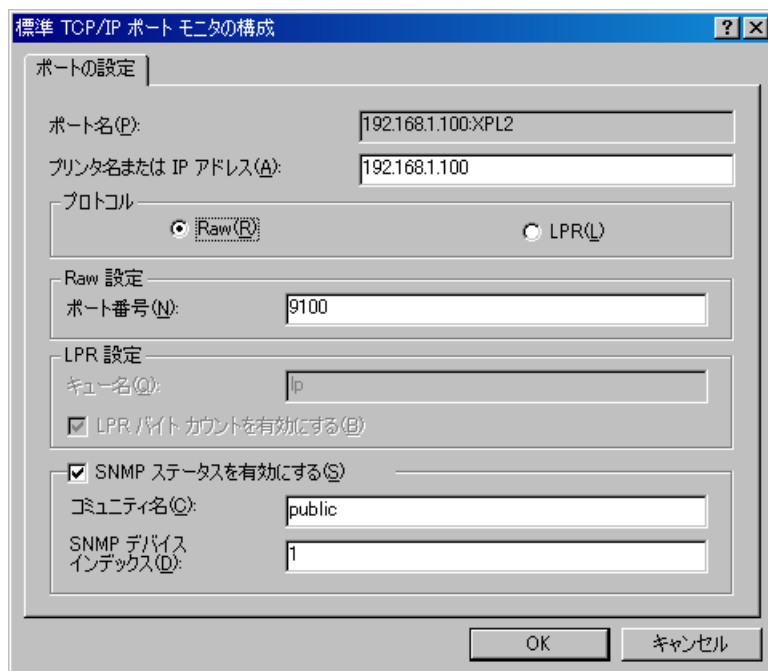 標準 TCP/IP ポート モニタの構成
ポートの設定
ポート名(P):
192.168.1.100:XPL2
プリンタ名または IP アドレス(A):
192.168.1.100
プロトコル
Raw(R)
LPR(L)
Raw 設定
ポート番号(N):
9100
LPR 設定
キュー名(Q):
lp
LPR バイト カウントを有効にする(B)
SNMP ステータスを有効にする(S)
コミュニティ名(C):
public
SNMP デバイス
インデックス(D):
1
OK
キャンセル